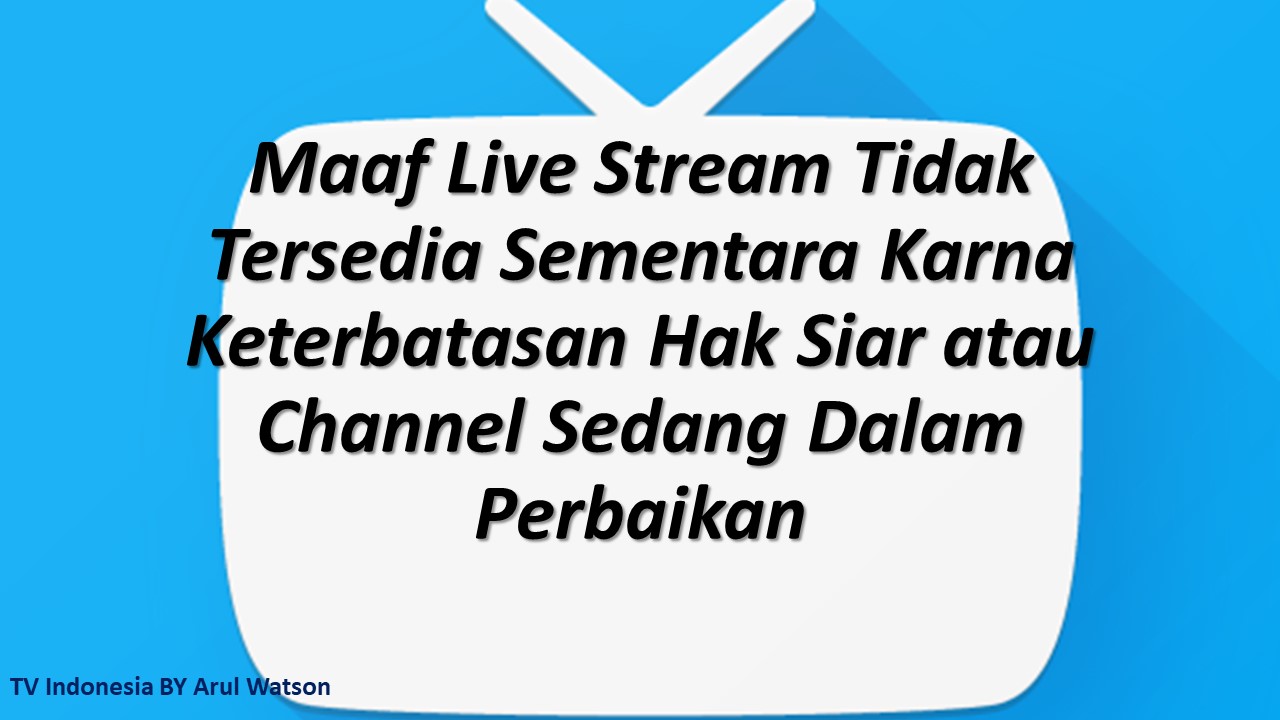 Maaf Live Stream Tidak
Tersedia Sementara Karna
Keterbatasan Hak Siar atau
Channel Sedang Dalam
Perbaikan
TV Indonesia BY Arul Watson